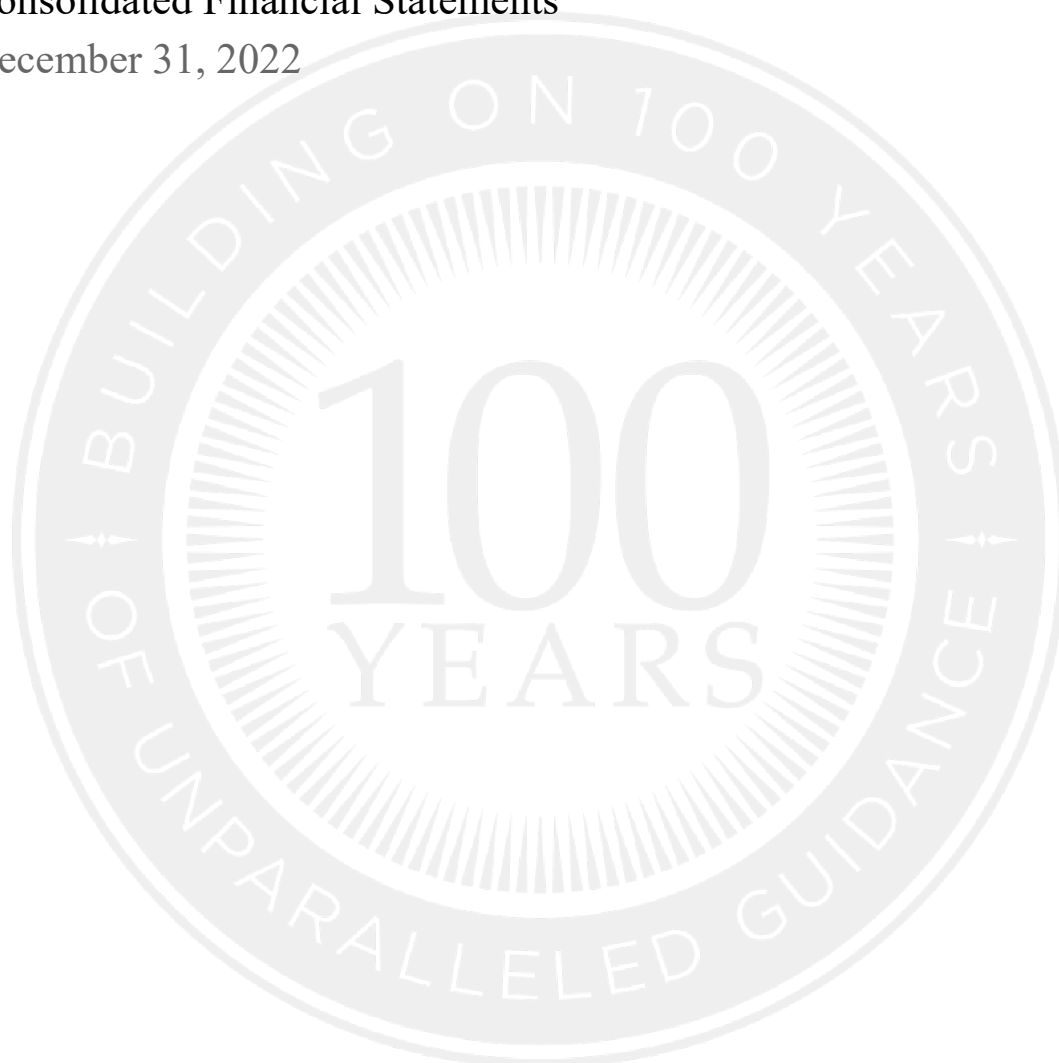 onsolidated Financial Statements
ecember 31, 2022
BUILDING ON 100 YEARS
100
YEARS
OF UNPARALLELED GUIDANCE